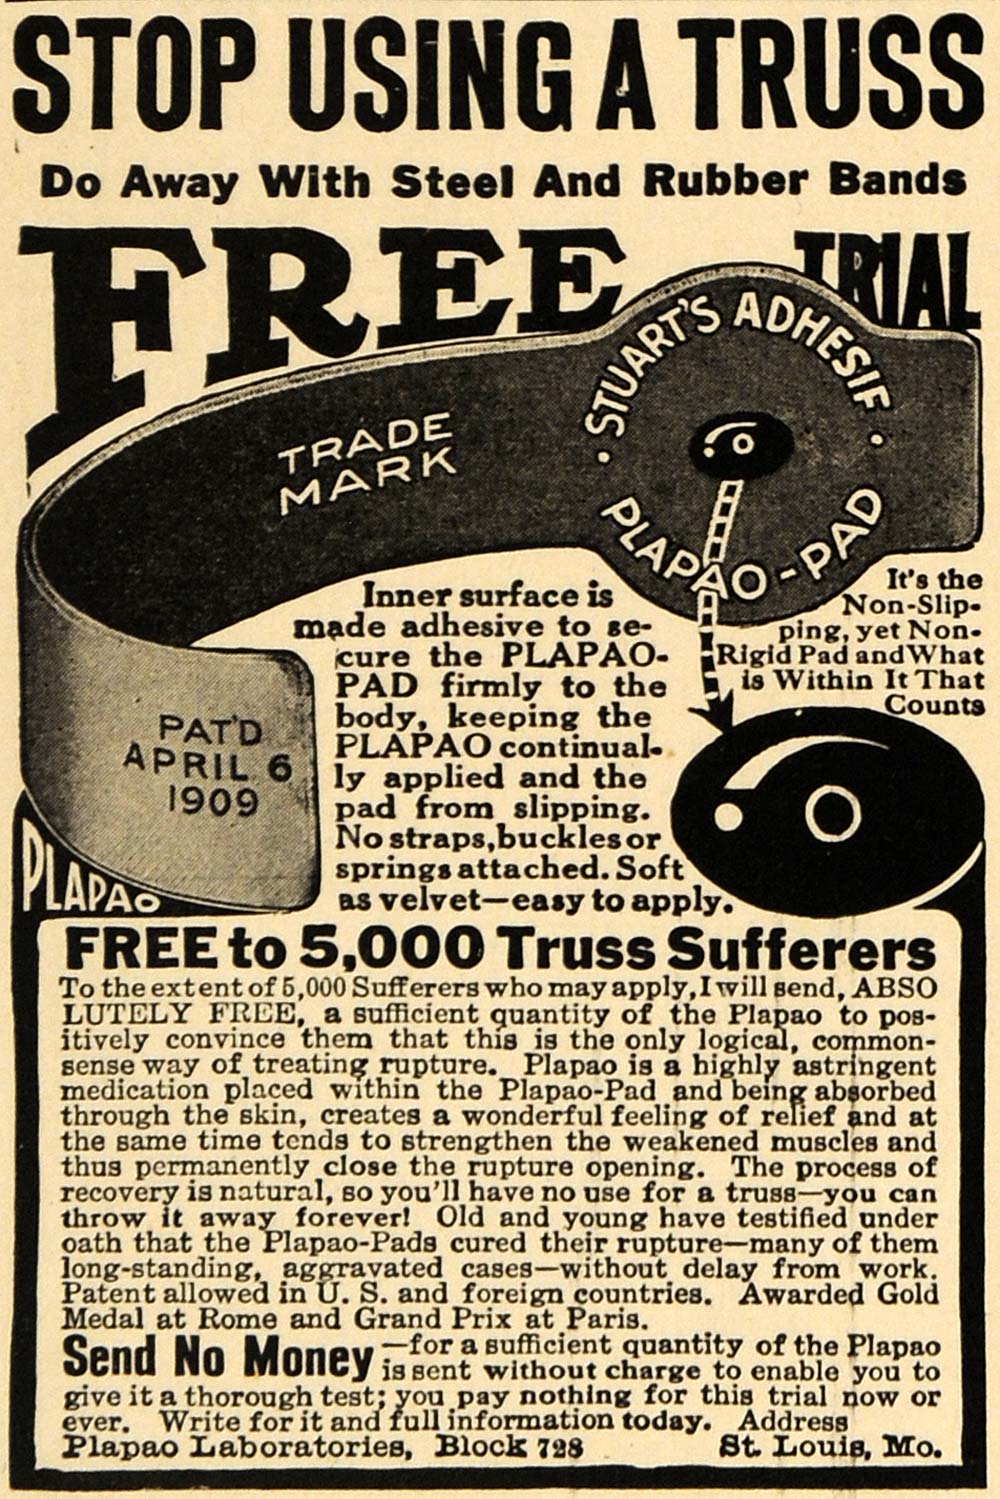 STOP USING A TRUSS
Do Away With Steel And Rubber Bands
FREE TRIAL
STUART'S ADHESIF
PLAPAO-PAD
TRADE
MARK
PAT'D
APRIL 6
1909
PLAPAO
Inner surface is
made adhesive to se-
cure the PLAPAO-
PAD firmly to the
body, keeping the
PLAPAO continual-
ly applied and the
pad from slipping.
No straps, buckles or
springs attached. Soft
as velvet—easy to apply.
It's the
Non-Slip-
ping, yet Non-
Rigid Pad and What
is Within It That
Counts
FREE to 5,000 Truss Sufferers
To the extent of 5,000 Sufferers who may apply, I will send, ABSO
LUTELY FREE, a sufficient quantity of the Plapao to pos-
itively convince them that this is the only logical, common-
sense way of treating rupture. Plapao is a highly astringent
medication placed within the Plapao-Pad and being absorbed
through the skin, creates a wonderful feeling of relief and at
the same time tends to strengthen the weakened muscles and
thus permanently close the rupture opening. The process of
recovery is natural, so you'll have no use for a truss—you can
throw it away forever! Old and young have testified under
oath that the Plapao-Pads cured their rupture—many of them
long-standing, aggravated cases—without delay from work.
Patent allowed in U. S. and foreign countries. Awarded Gold
Medal at Rome and Grand Prix at Paris.
Send No Money —for a sufficient quantity of the Plapao
is sent without charge to enable you to
give it a thorough test; you pay nothing for this trial now or
ever. Write for it and full information today. Address
Plapao Laboratories, Block 728 St. Louis, Mo.